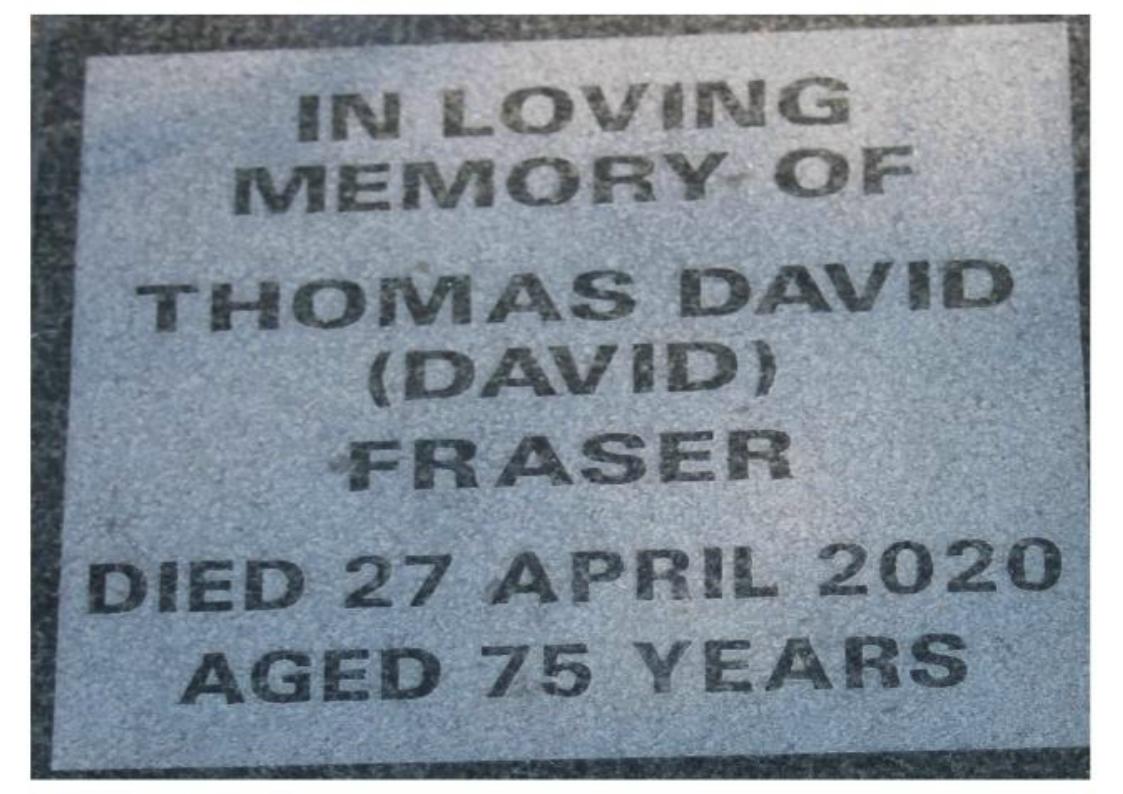 IN LOVING
MEMORY OF
THOMAS DAVID
(DAVID)
FRASER
DIED 27 APRIL 2020
AGED 75 YEARS